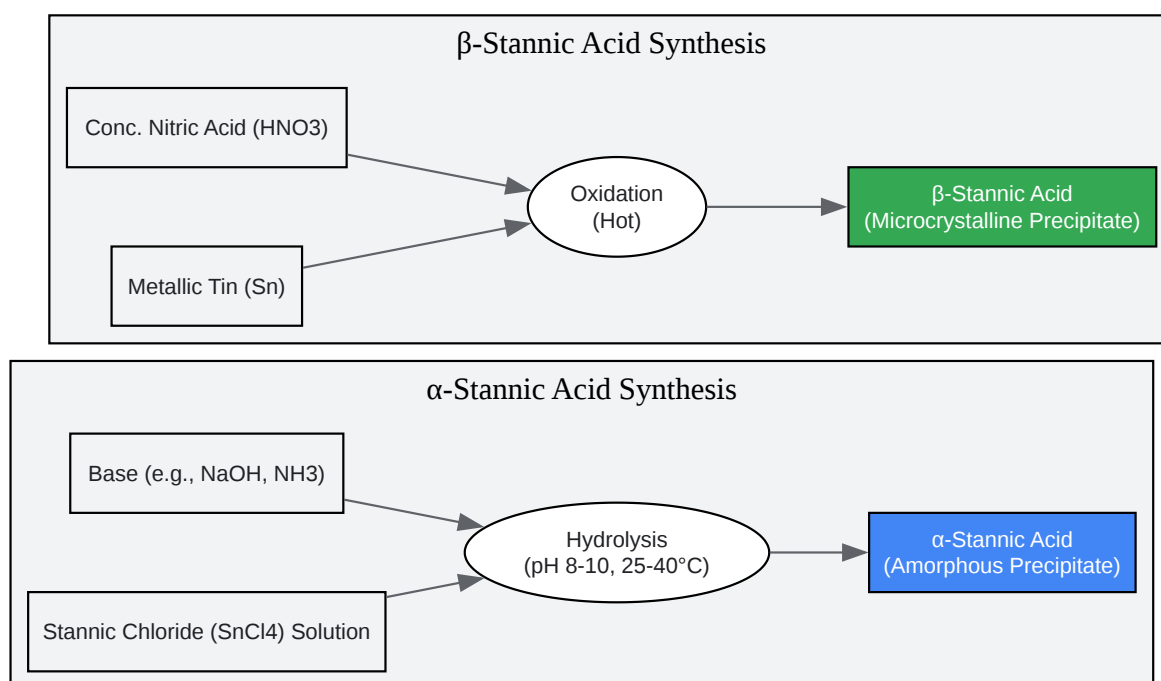 β-Stannic Acid Synthesis
Conc. Nitric Acid (HNO3)
Metallic Tin (Sn)
Oxidation
(Hot)
β-Stannic Acid
(Microcrystalline Precipitate)
α-Stannic Acid Synthesis
Base (e.g., NaOH, NH3)
Stannic Chloride (SnCl4) Solution
Hydrolysis
(pH 8-10, 25-40°C)
α-Stannic Acid
(Amorphous Precipitate)